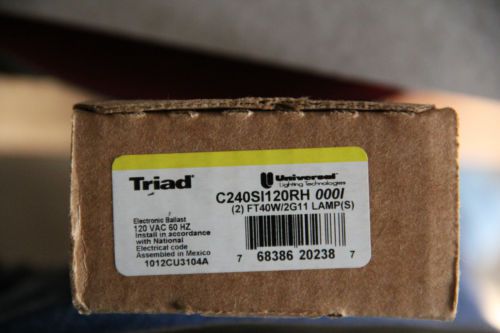 Triad®
Universal
Lighting Technologies
C240SI120RH 000I
(2) FT40W/2G11 LAMP(S)
Electronic Ballast
120 VAC 60 HZ
Install in accordance
with National
Electrical code
Assembled in Mexico
1012CU3104A
7 68386 20238 7